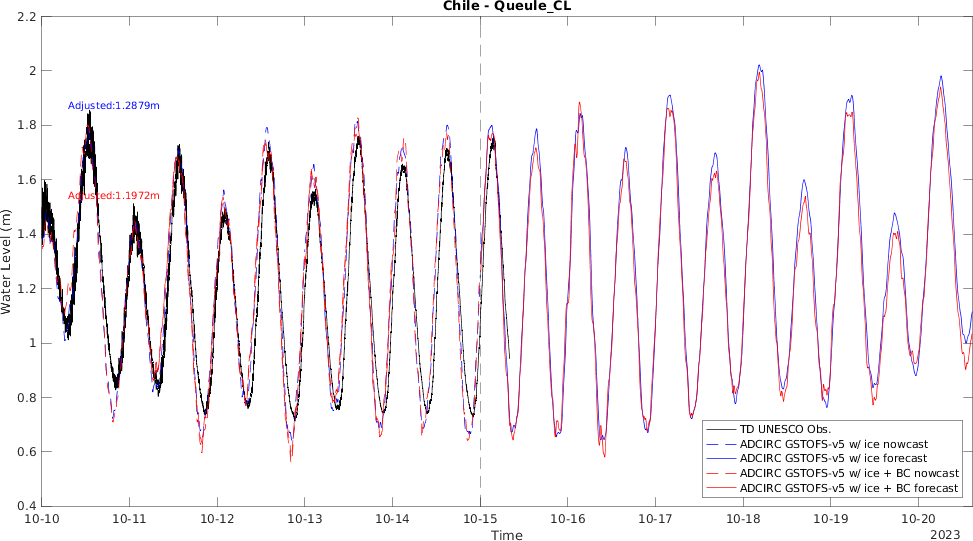 Chile - Queule_CL
2.2
2
1.8
1.6
1.4
1.2
1
0.8
0.6
0.4
Water Level (m)
Adjusted:1.2879m
Adjusted:1.1972m
TD UNESCO Obs.
ADCIRC GSTOFS-v5 w/ ice nowcast
ADCIRC GSTOFS-v5 w/ ice forecast
ADCIRC GSTOFS-v5 w/ ice + BC nowcast
ADCIRC GSTOFS-v5 w/ ice + BC forecast
10-10 10-11 10-12 10-13 10-14 10-15 10-16 10-17 10-18 10-19 10-20
Time
2023